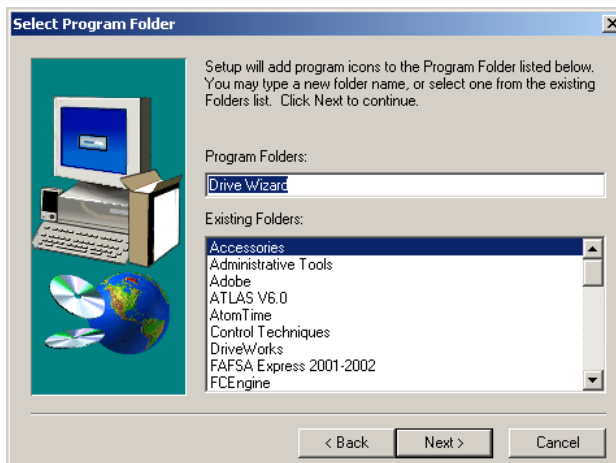 Select Program Folder
Setup will add program icons to the Program Folder listed below.
You may type a new folder name, or select one from the existing
Folders list. Click Next to continue.
Program Folders:
Drive Wizard
Existing Folders:
Accessories
Administrative Tools
Adobe
ATLAS V6.0
AtomTime
Control Techniques
DriveWorks
FAFSA Express 2001-2002
FCEngine
< Back
Next >
Cancel